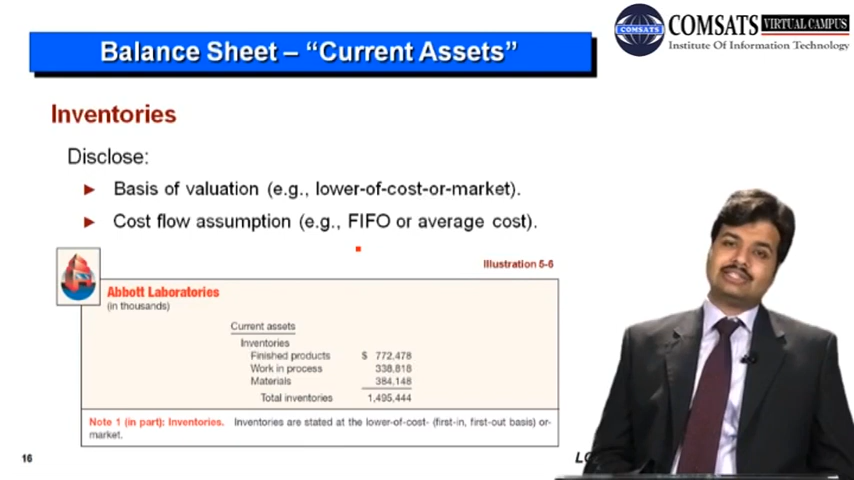 COMSATS VIRTUAL CAMPUS
COMSATS
Institute Of Information Technology
Balance Sheet – “Current Assets”
Inventories
Disclose:
► Basis of valuation (e.g., lower-of-cost-or-market).
► Cost flow assumption (e.g., FIFO or average cost).
Illustration 5-6
Abbott Laboratories
(in thousands)
Current assets
Inventories
Finished products $ 772,478
Work in process 338,818
Materials 384,148
Total inventories 1,495,444
Note 1 (in part): Inventories. Inventories are stated at the lower-of-cost- (first-in, first-out basis) or-
market.
16